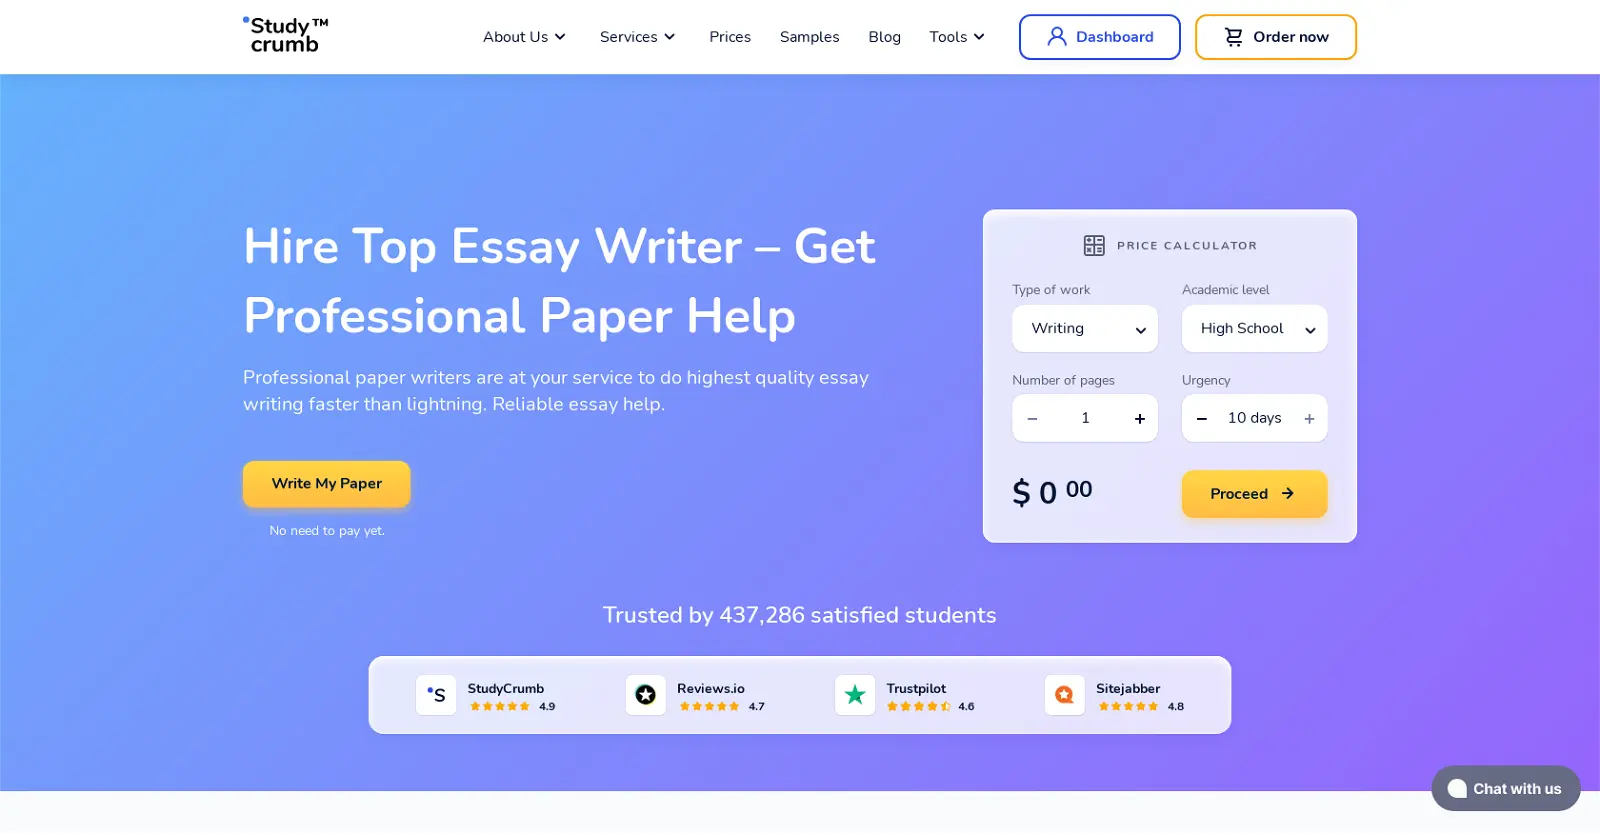 Study™
crumb
About Us
Services
Prices
Samples
Blog
Tools
Dashboard
Order now
Hire Top Essay Writer – Get
Professional Paper Help
Professional paper writers are at your service to do highest quality essay
writing faster than lightning. Reliable essay help.
Write My Paper
No need to pay yet.
PRICE CALCULATOR
Type of work
Academic level
Writing
High School
Number of pages
Urgency
− 1 +
− 10 days +
$ 0 00
Proceed →
Trusted by 437,286 satisfied students
S
StudyCrumb
4.9
Reviews.io
4.7
Trustpilot
4.6
Sitejabber
4.8
Chat with us